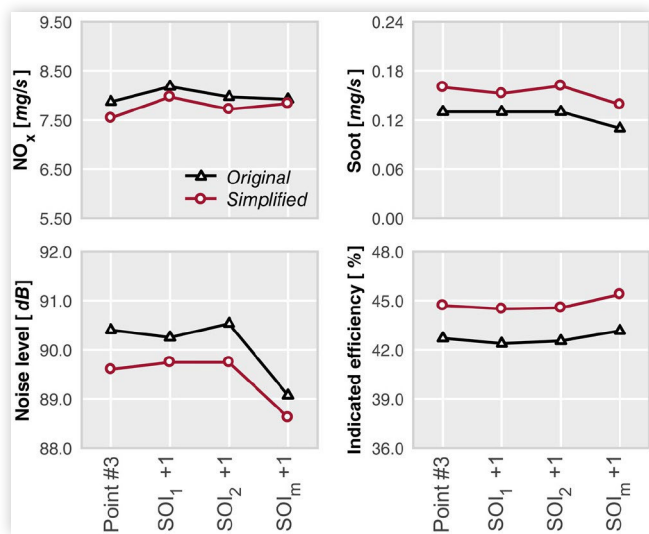 NOx [mg/s]
9.50
8.50
7.50
6.50
5.50
Original
Simplified
Soot [mg/s]
0.24
0.18
0.12
0.06
0.00
Noise level [ dB]
92.0
91.0
90.0
89.0
88.0
Point #3
SOI1 +1
SOI2 +1
SOIm +1
Indicated efficiency [ %]
48.0
45.0
42.0
39.0
36.0
Point #3
SOI1 +1
SOI2 +1
SOIm +1